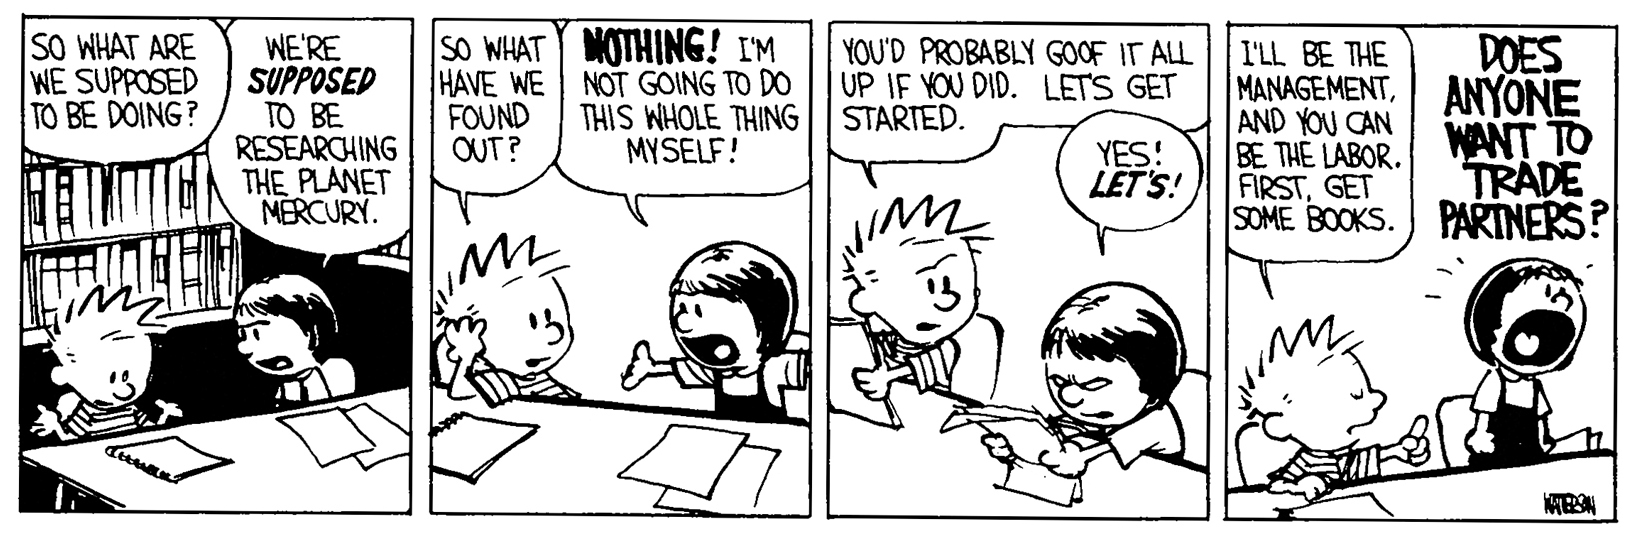 SO WHAT ARE
WE SUPPOSED
TO BE DOING?
WE'RE
SUPPOSED
TO BE
RESEARCHING
THE PLANET
MERCURY.
SO WHAT
HAVE WE
FOUND
OUT?
NOTHING! I'M
NOT GOING TO DO
THIS WHOLE THING
MYSELF!
YOU'D PROBABLY GOOF IT ALL
UP IF YOU DID. LET'S GET
STARTED.
YES!
LET'S!
I'LL BE THE
MANAGEMENT,
AND YOU CAN
BE THE LABOR.
FIRST, GET
SOME BOOKS.
DOES
ANYONE
WANT TO
TRADE
PARTNERS?
WATTERSON